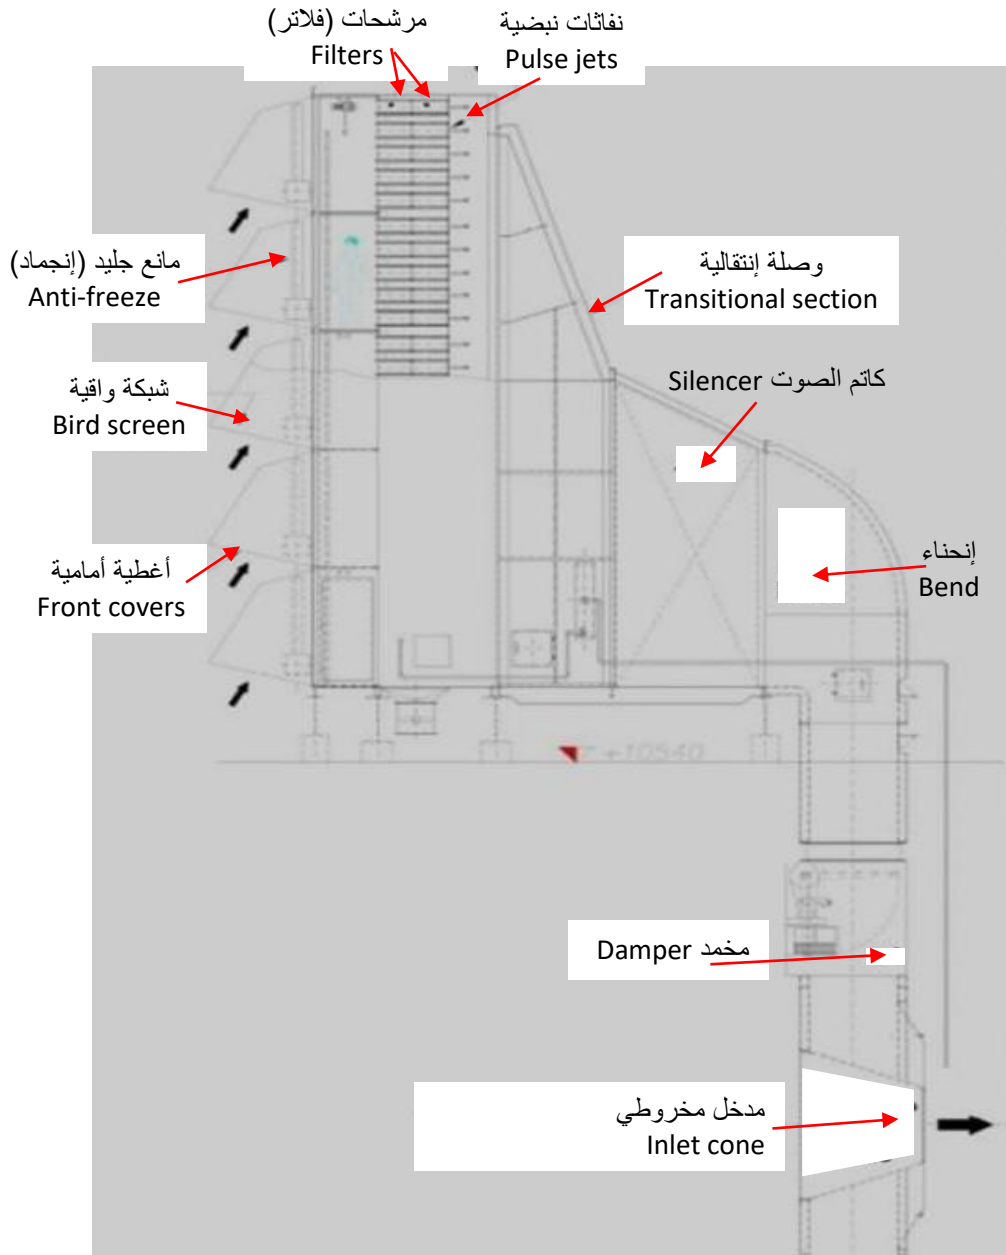 مرشحات (فلاتر)
Filters
نفاثات نبضية
Pulse jets
مانع جليد (إنجماد)
Anti-freeze
وصلة إنتقالية
Transitional section
شبكة واقية
Bird screen
كاتم الصوت Silencer
أغطية أمامية
Front covers
إنحناء
Bend
+10540
مخمد Damper
مدخل مخروطي
Inlet cone